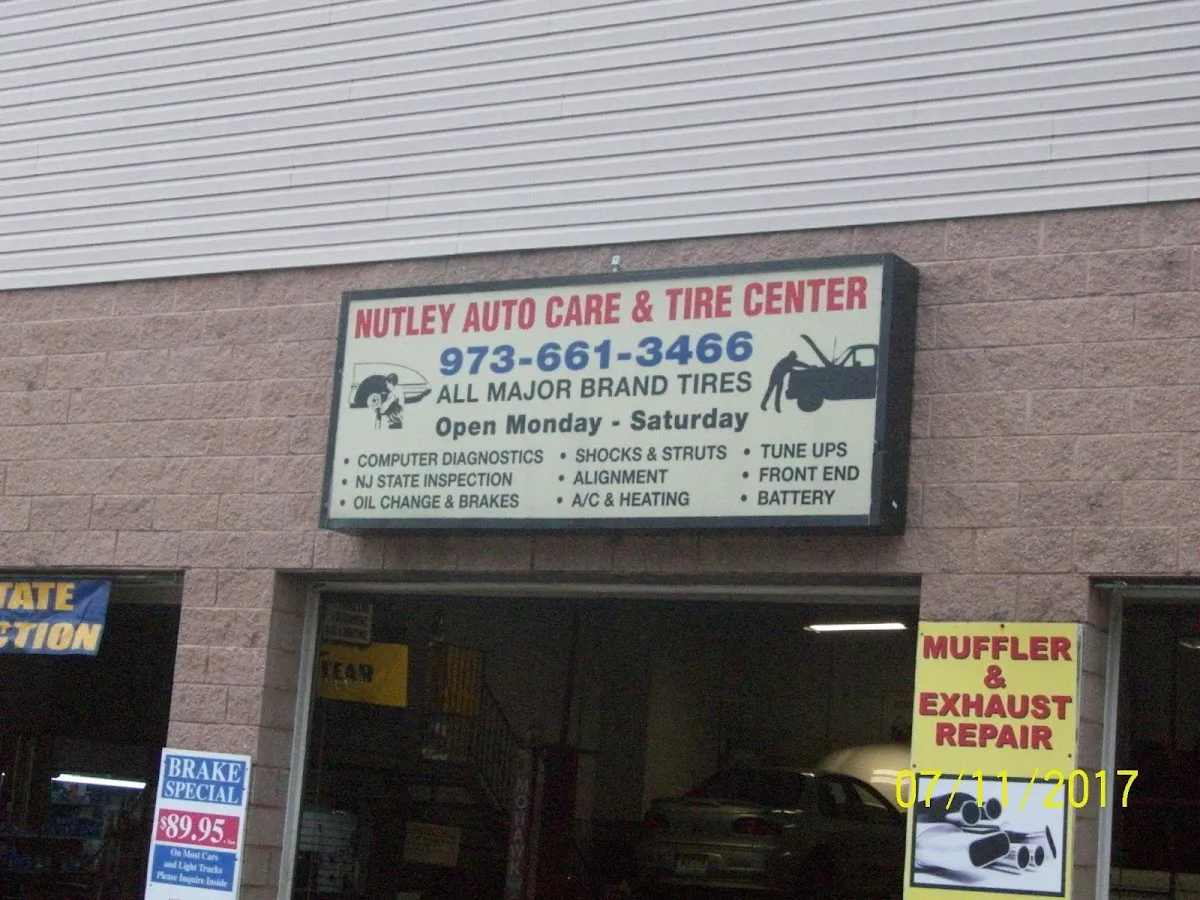 NUTLEY AUTO CARE & TIRE CENTER
973-661-3466
ALL MAJOR BRAND TIRES
Open Monday - Saturday
• COMPUTER DIAGNOSTICS
• NJ STATE INSPECTION
• OIL CHANGE & BRAKES
• SHOCKS & STRUTS
• ALIGNMENT
• A/C & HEATING
• TUNE UPS
• FRONT END
• BATTERY
TATE
CTION
EAR
BRAKE
SPECIAL
$89.95
On Most Cars
and Light Trucks
Please Inquire Inside
MOHAWK
MUFFLER
&
EXHAUST
REPAIR
07/11/2017